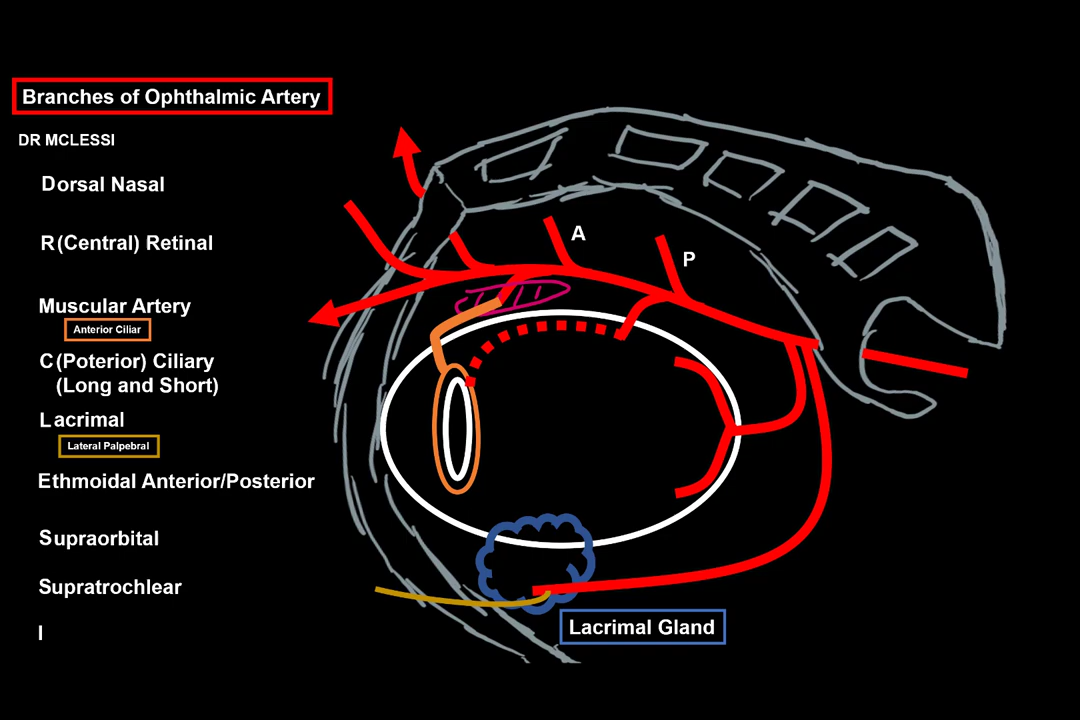 Branches of Ophthalmic Artery
DR MCLESSI
Dorsal Nasal
R (Central) Retinal
Muscular Artery
Anterior Ciliar
C (Poterior) Ciliary
(Long and Short)
Lacrimal
Lateral Palpebral
Ethmoidal Anterior/Posterior
Supraorbital
Supratrochlear
I
A
P
Lacrimal Gland